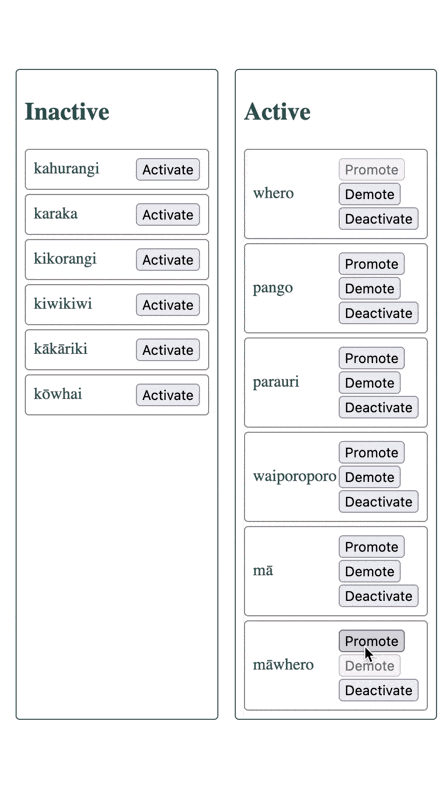 Inactive
kahurangi Activate
karaka Activate
kikorangi Activate
kiwikiwi Activate
kākāriki Activate
kōwhai Activate
Active
whero
Promote
Demote
Deactivate
pango
Promote
Demote
Deactivate
parauri
Promote
Demote
Deactivate
waiporoporo
Promote
Demote
Deactivate
mā
Promote
Demote
Deactivate
māwhero
Promote
Demote
Deactivate